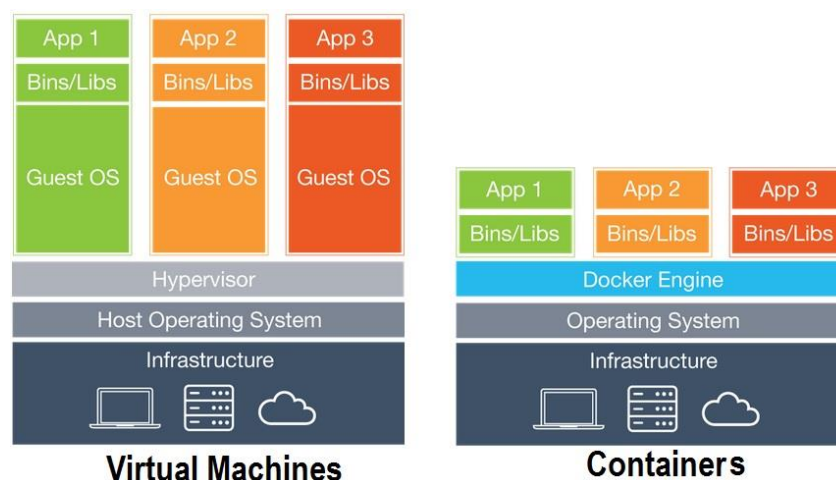 App 1
App 2
App 3
Bins/Libs
Bins/Libs
Bins/Libs
Guest OS
Guest OS
Guest OS
Hypervisor
Host Operating System
Infrastructure
Virtual Machines
App 1
App 2
App 3
Bins/Libs
Bins/Libs
Bins/Libs
Docker Engine
Operating System
Infrastructure
Containers